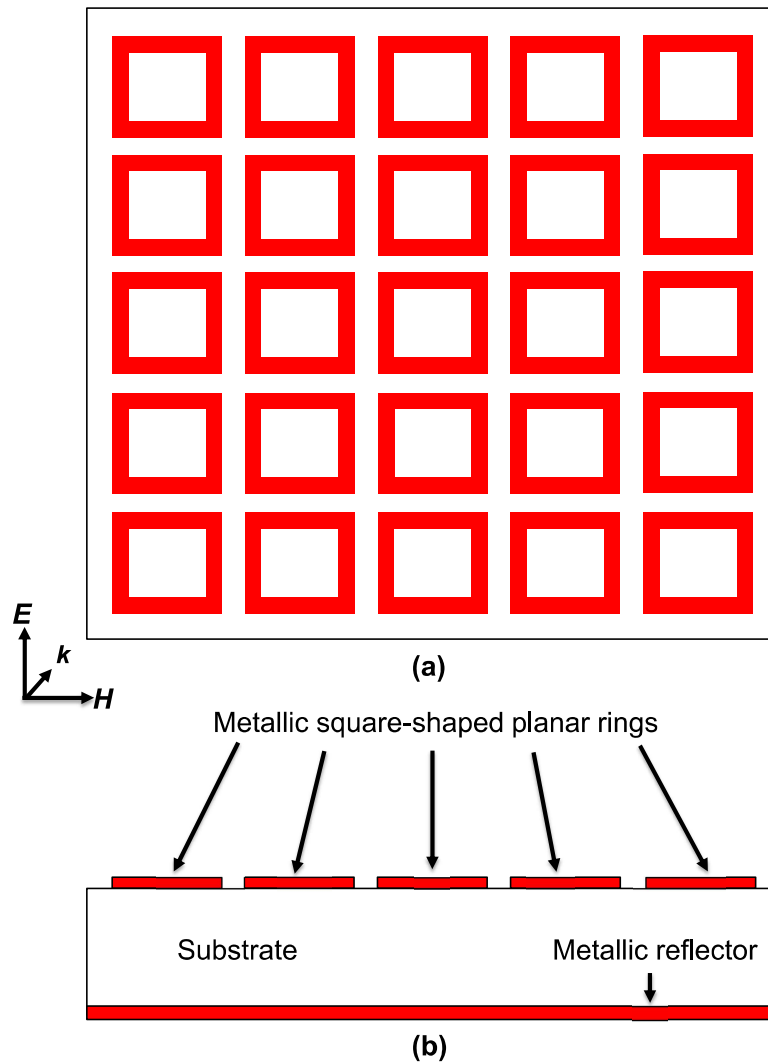 E
k
H
(a)
Metallic square-shaped planar rings
Substrate
Metallic reflector
(b)